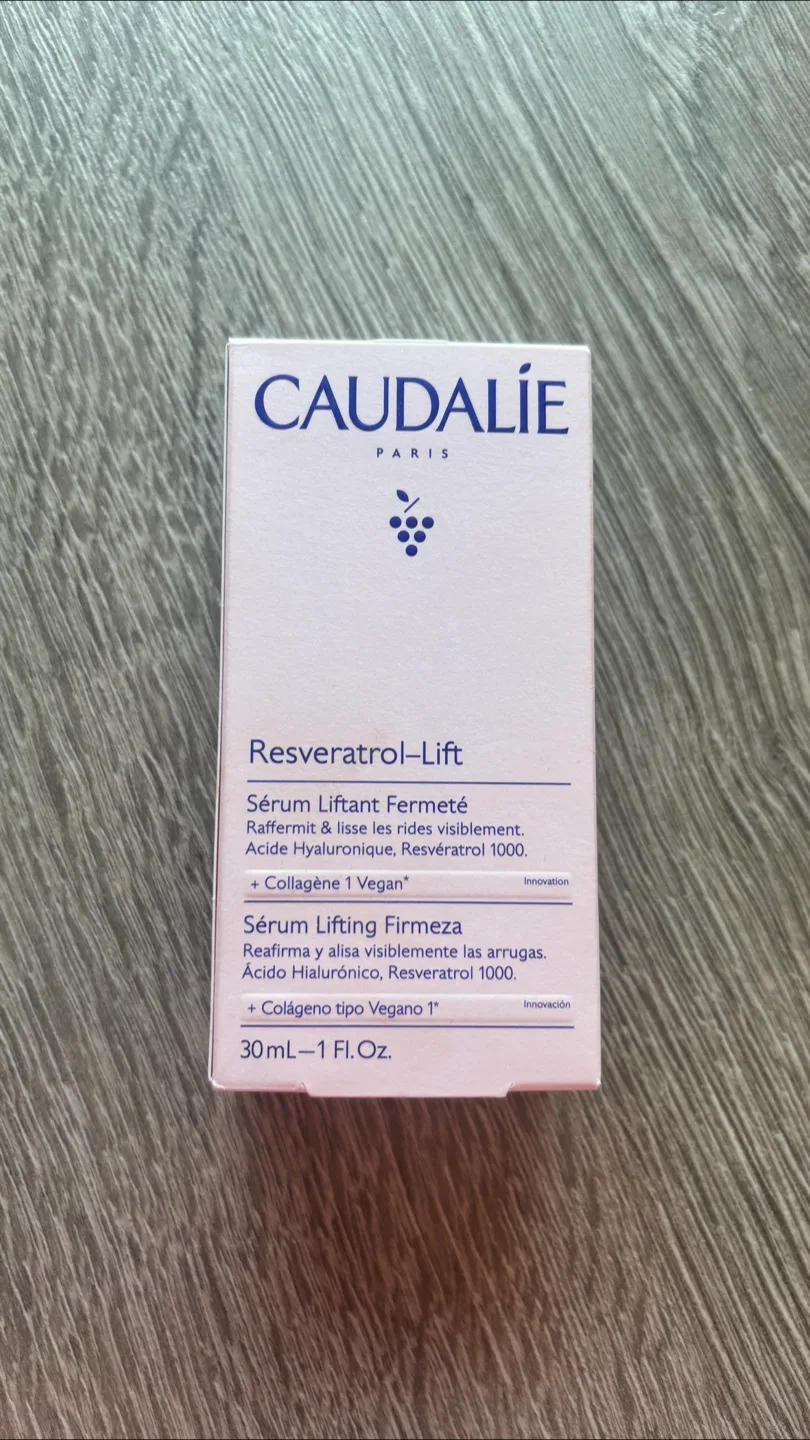 CAUDALÍE
PARIS
Resveratrol–Lift
Sérum Liftant Fermeté
Raffermit & lisse les rides visiblement.
Acide Hyaluronique, Resvératrol 1000.
+ Collagène 1 Vegan* Innovation
Sérum Lifting Firmeza
Reafirma y alisa visiblemente las arrugas.
Ácido Hialurónico, Resveratrol 1000.
+ Colágeno tipo Vegano 1* Innovación
30 mL–1 Fl. Oz.